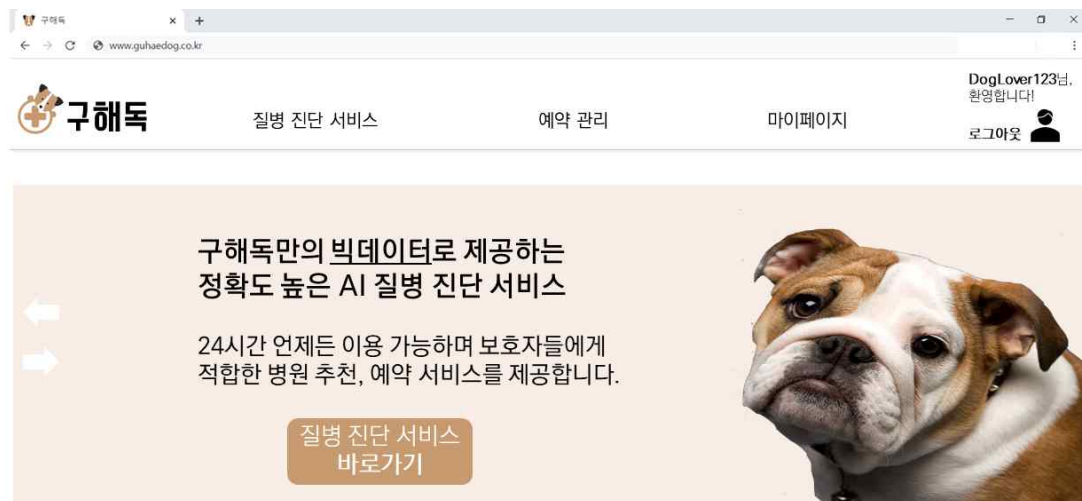 구해독
www.guhaedog.co.kr
DogLover123님,
환영합니다!
구해독
질병 진단 서비스
예약 관리
마이페이지
로그아웃
구해독만의 빅데이터로 제공하는
정확도 높은 AI 질병 진단 서비스
24시간 언제든 이용 가능하며 보호자들에게
적합한 병원 추천, 예약 서비스를 제공합니다.
질병 진단 서비스
바로가기